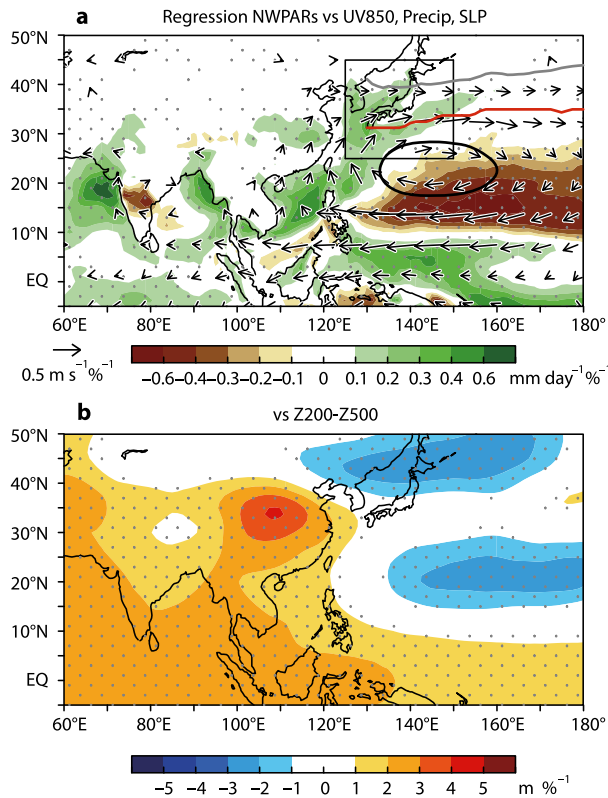 a
Regression NWPARs vs UV850, Precip, SLP
50°N
40°N
30°N
20°N
10°N
EQ
60°E 80°E 100°E 120°E 140°E 160°E 180°
0.5 m s⁻¹%⁻¹
−0.6−0.4−0.3−0.2−0.1 0 0.1 0.2 0.3 0.4 0.6 mm day⁻¹%⁻¹
b
vs Z200-Z500
50°N
40°N
30°N
20°N
10°N
EQ
60°E 80°E 100°E 120°E 140°E 160°E 180°
−5 −4 −3 −2 −1 0 1 2 3 4 5 m %⁻¹